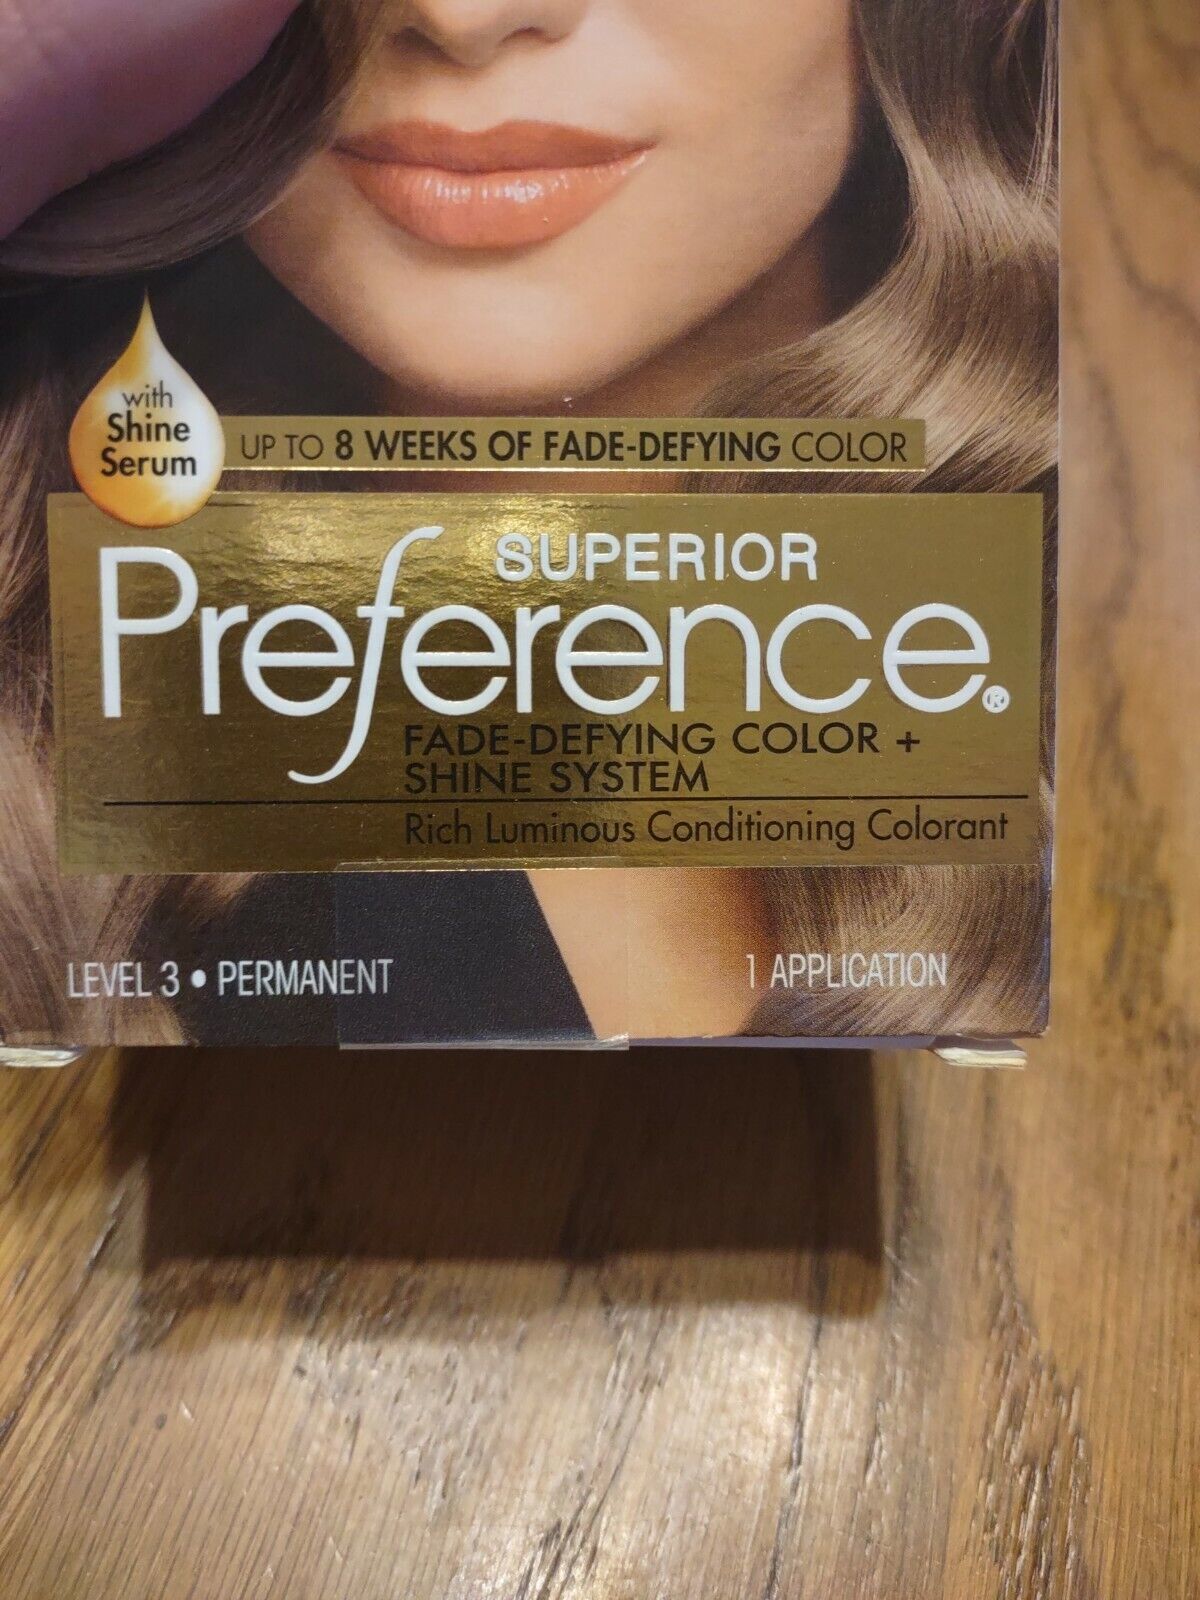 with
Shine
Serum
UP TO 8 WEEKS OF FADE-DEFYING COLOR
SUPERIOR
Preference®
FADE-DEFYING COLOR +
SHINE SYSTEM
Rich Luminous Conditioning Colorant
LEVEL 3 • PERMANENT
1 APPLICATION